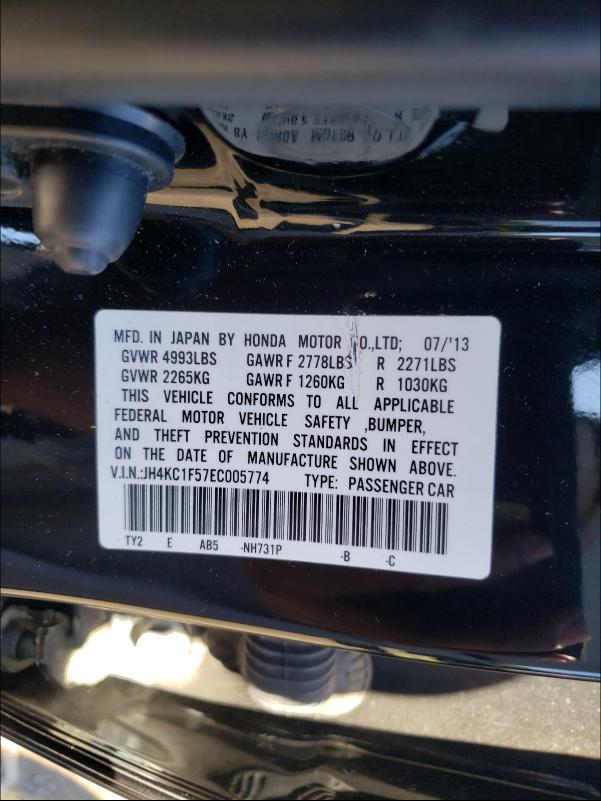 MFD. IN JAPAN BY HONDA MOTOR CO.,LTD; 07/'13
GVWR 4993LBS GAWR F 2778LBS R 2271LBS
GVWR 2265KG GAWR F 1260KG R 1030KG
THIS VEHICLE CONFORMS TO ALL APPLICABLE
FEDERAL MOTOR VEHICLE SAFETY ,BUMPER,
AND THEFT PREVENTION STANDARDS IN EFFECT
ON THE DATE OF MANUFACTURE SHOWN ABOVE.
V.I.N.:JH4KC1F57EC005774 TYPE: PASSENGER CAR
TY2 E AB5 -NH731P -B -C